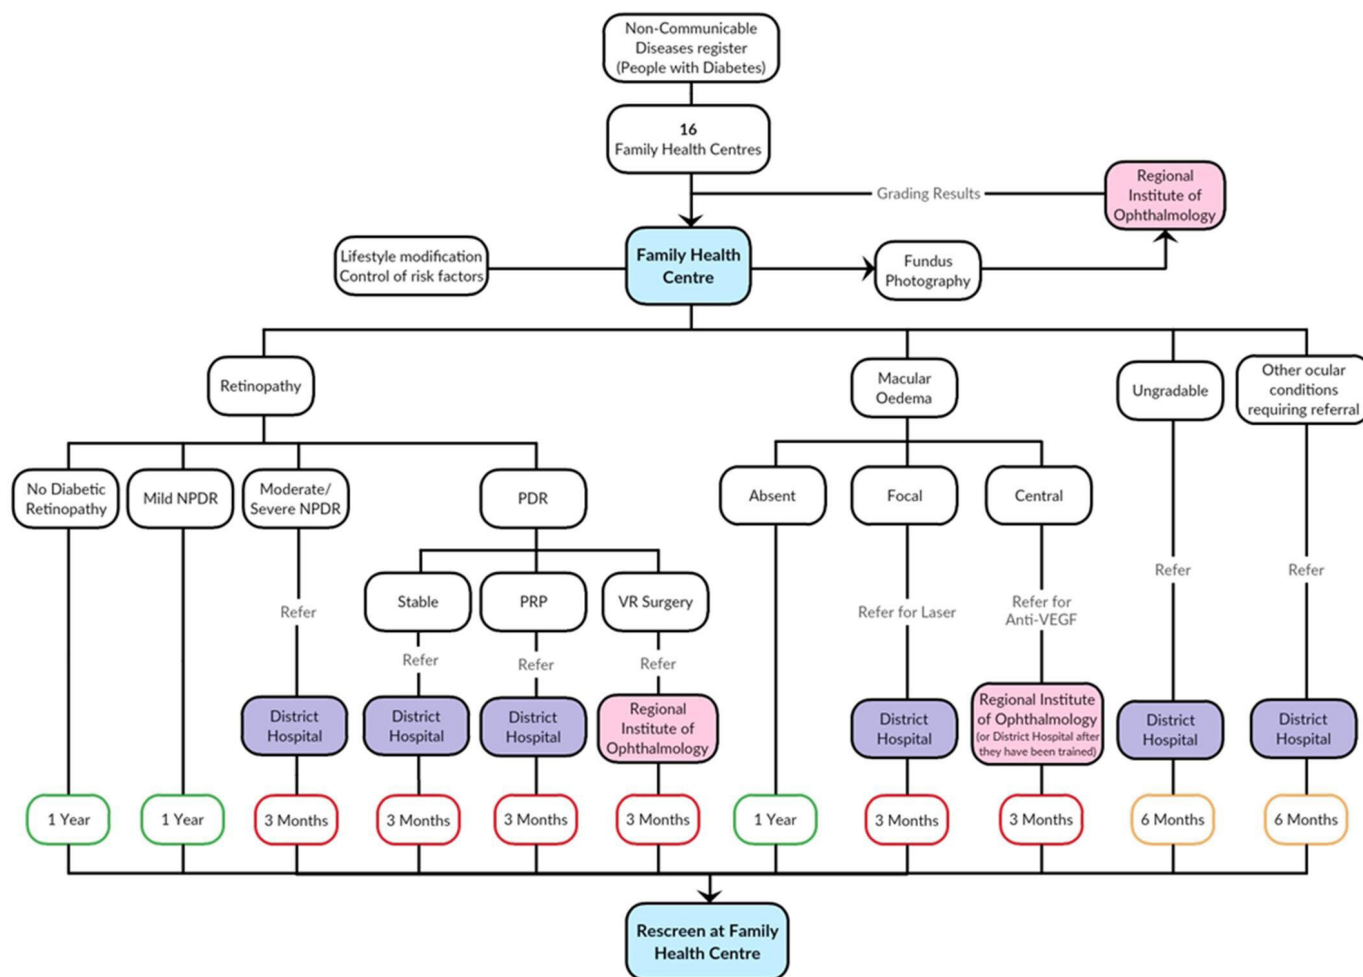 Non-Communicable
Diseases register
(People with Diabetes)
16
Family Health Centres
Grading Results
Regional
Institute of
Ophthalmology
Lifestyle modification
Control of risk factors
Family Health
Centre
Fundus
Photography
Retinopathy
Macular
Oedema
Ungradable
Other ocular
conditions
requiring referral
No Diabetic
Retinopathy
Mild NPDR
Moderate/
Severe NPDR
PDR
Absent
Focal
Central
Stable
PRP
VR Surgery
Refer
Refer
Refer
Refer
Refer for Laser
Refer for
Anti-VEGF
Refer
Refer
District
Hospital
District
Hospital
District
Hospital
Regional
Institute of
Ophthalmology
District
Hospital
Regional Institute
of Ophthalmology
(or District Hospital after
they have been trained)
District
Hospital
District
Hospital
1 Year
1 Year
3 Months
3 Months
3 Months
3 Months
1 Year
3 Months
3 Months
6 Months
6 Months
Rescreen at Family
Health Centre